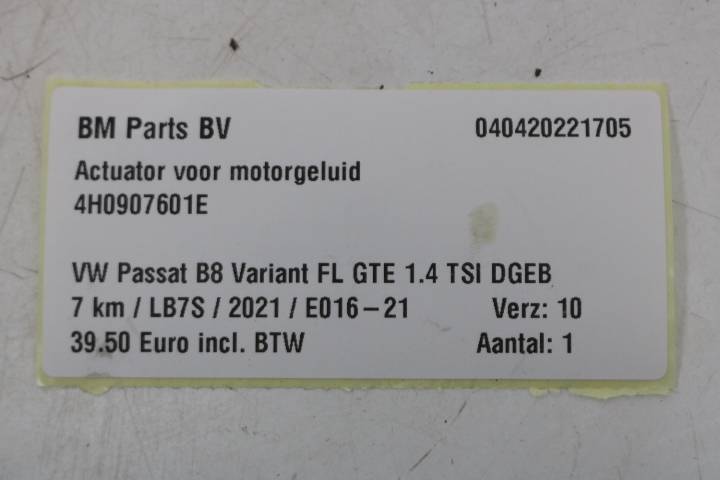 BM Parts BV 040420221705
Actuator voor motorgeluid
4H0907601E
VW Passat B8 Variant FL GTE 1.4 TSI DGEB
7 km / LB7S / 2021 / E016-21 Verz: 10
39.50 Euro incl. BTW Aantal: 1